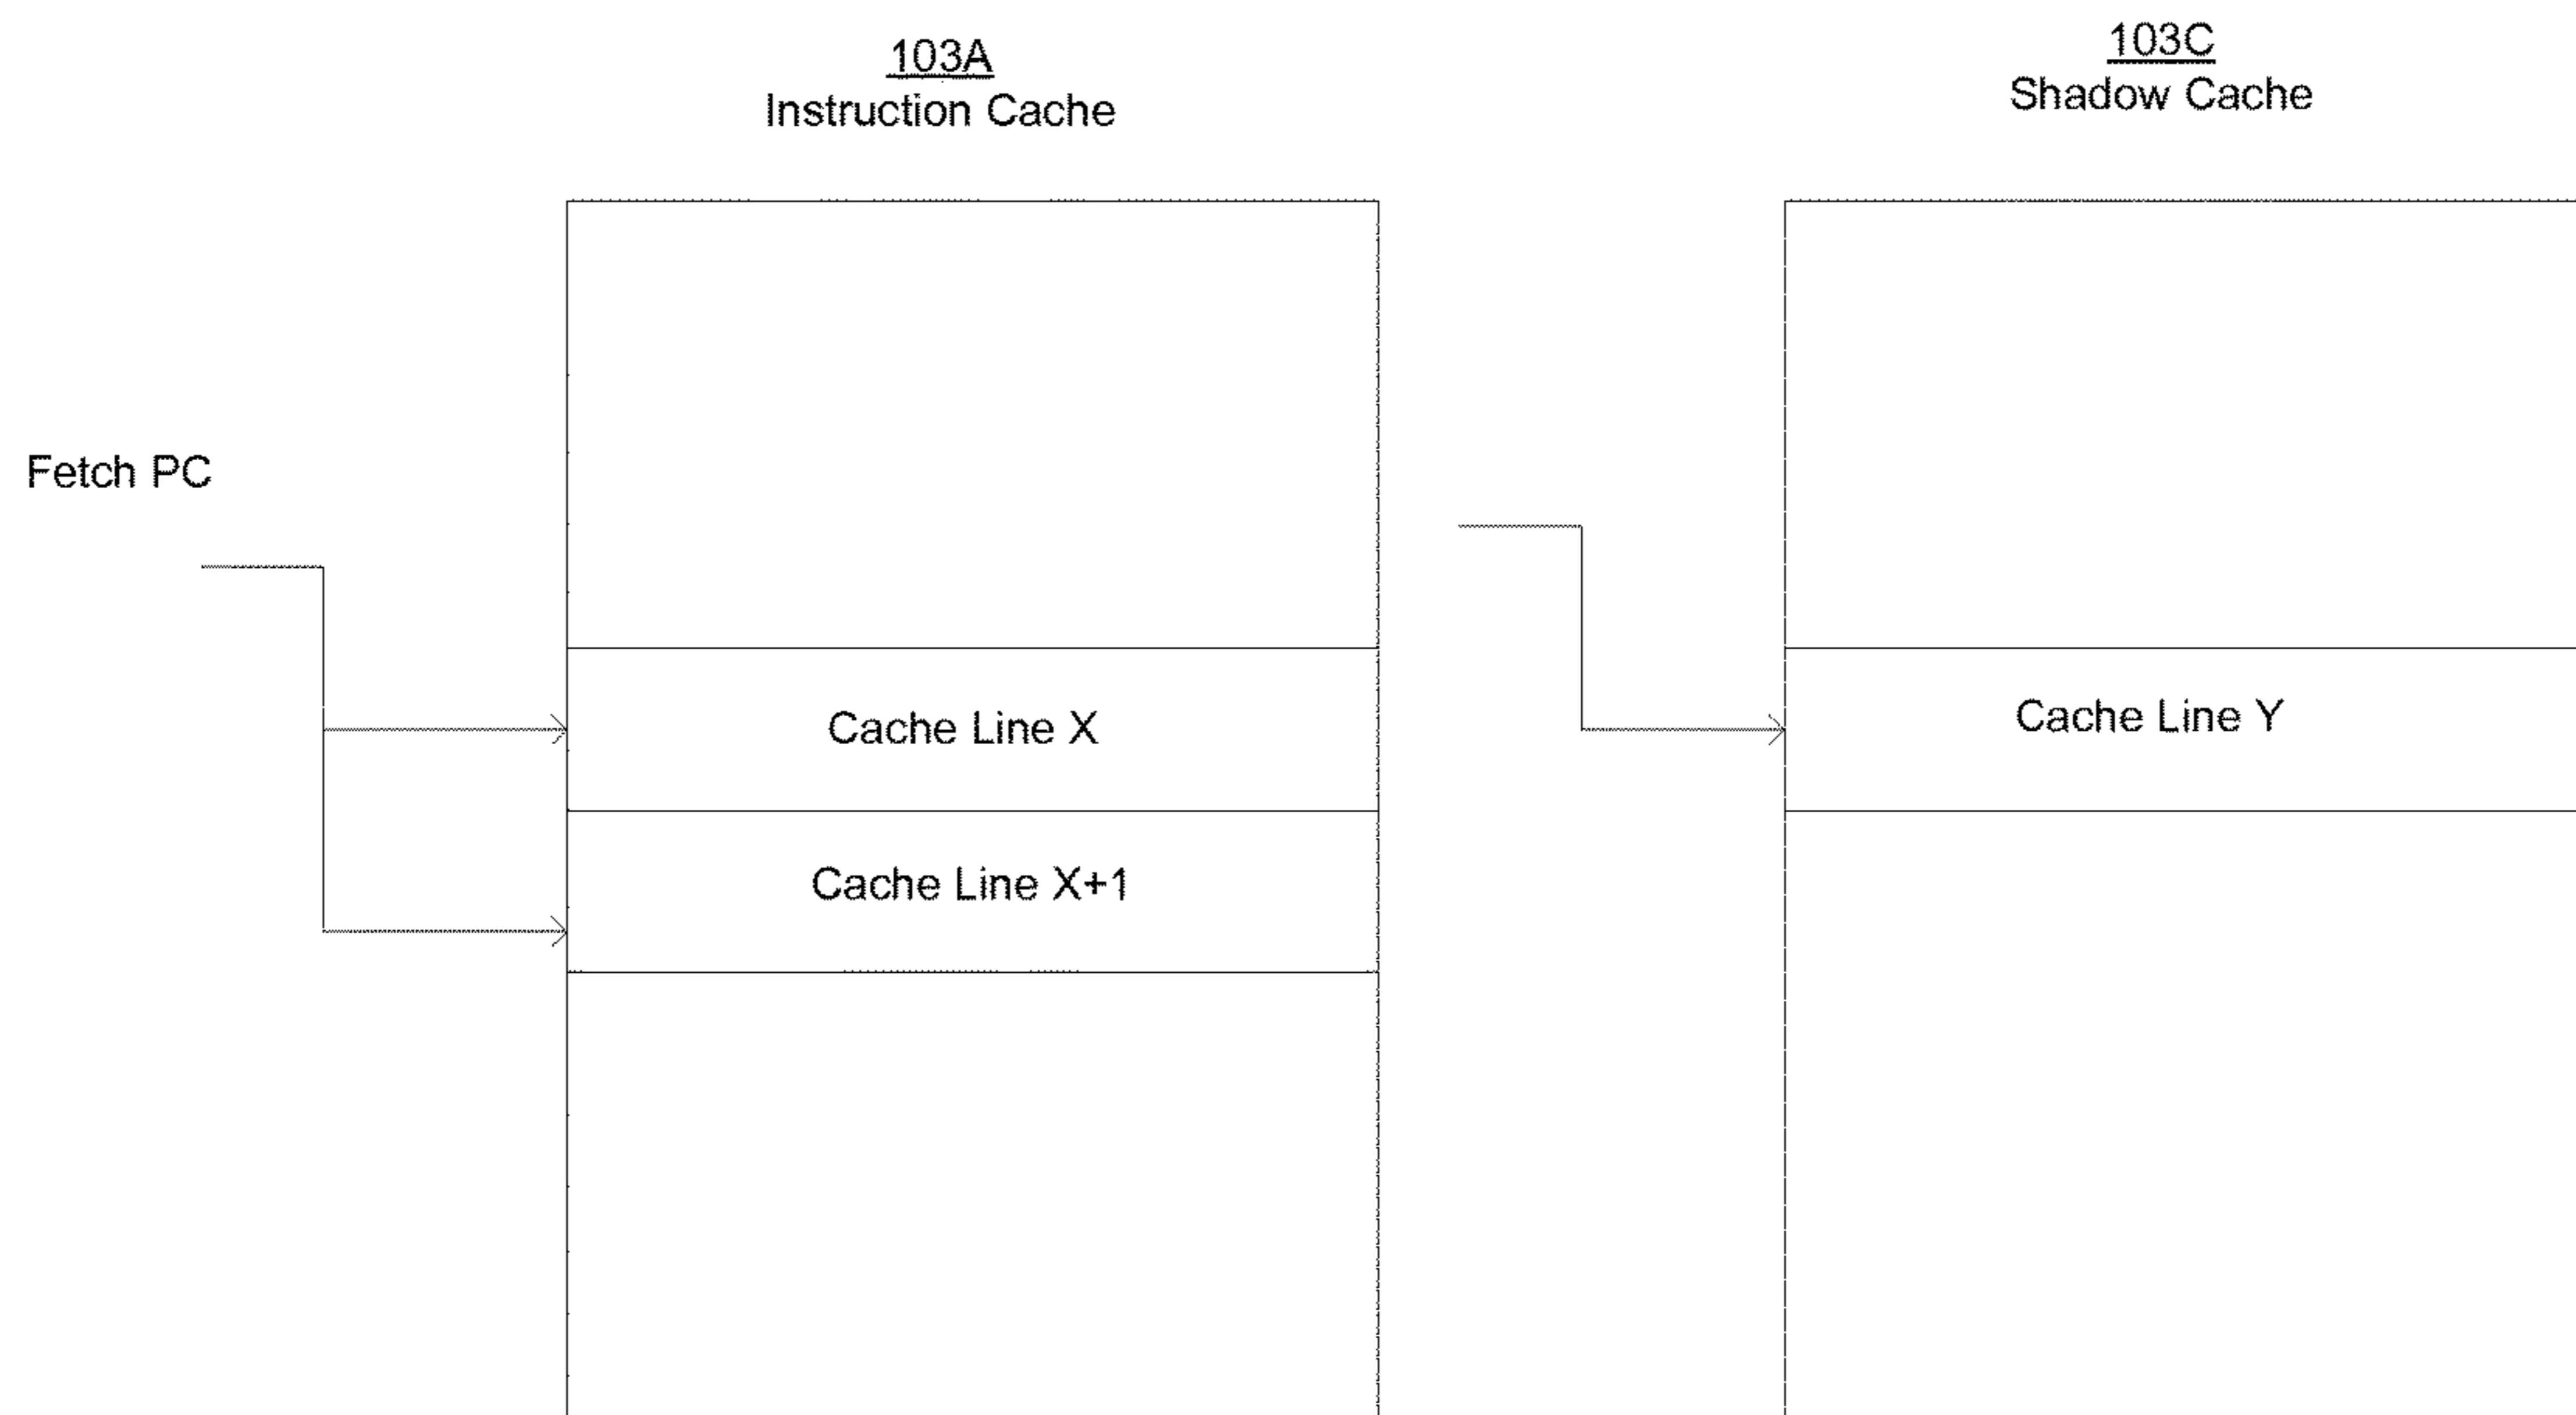 103A
Instruction Cache
103C
Shadow Cache
Fetch PC
Cache Line X
Cache Line Y
Cache Line X+1